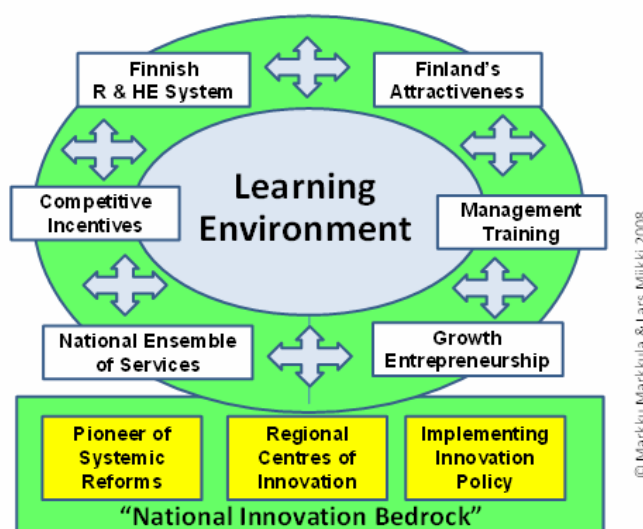 Finnish
R & HE System
Finland's
Attractiveness
Competitive
Incentives
Learning
Environment
Management
Training
National Ensemble
of Services
Growth
Entrepreneurship
Pioneer of
Systemic
Reforms
Regional
Centres of
Innovation
Implementing
Innovation
Policy
"National Innovation Bedrock"
© Markku Markkula & Lars Miikki 2008